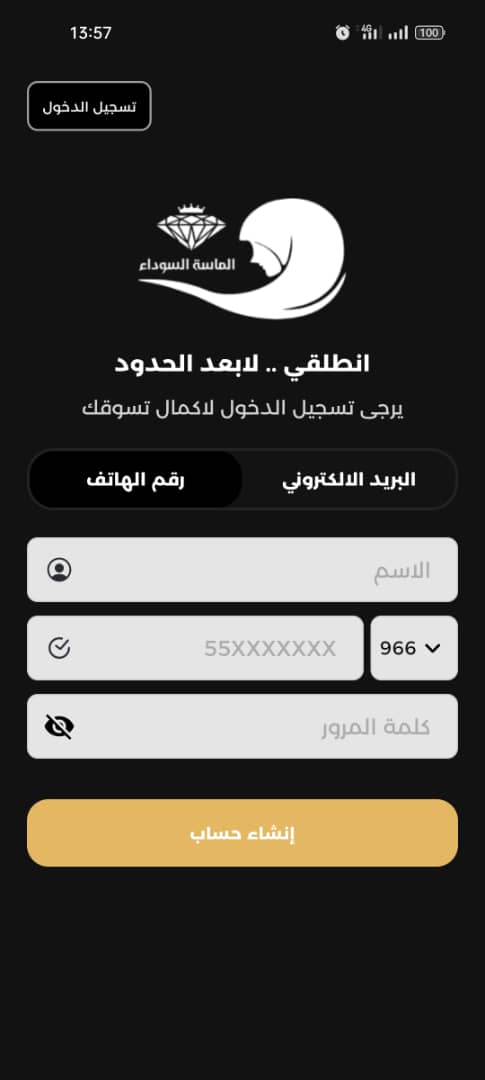 13:57
4G
100
تسجيل الدخول
الماسة السوداء
انطلقي .. لابعد الحدود
يرجى تسجيل الدخول لاكمال تسوقك
البريد الالكتروني
رقم الهاتف
الاسم
966
55XXXXXXX
كلمة المرور
إنشاء حساب